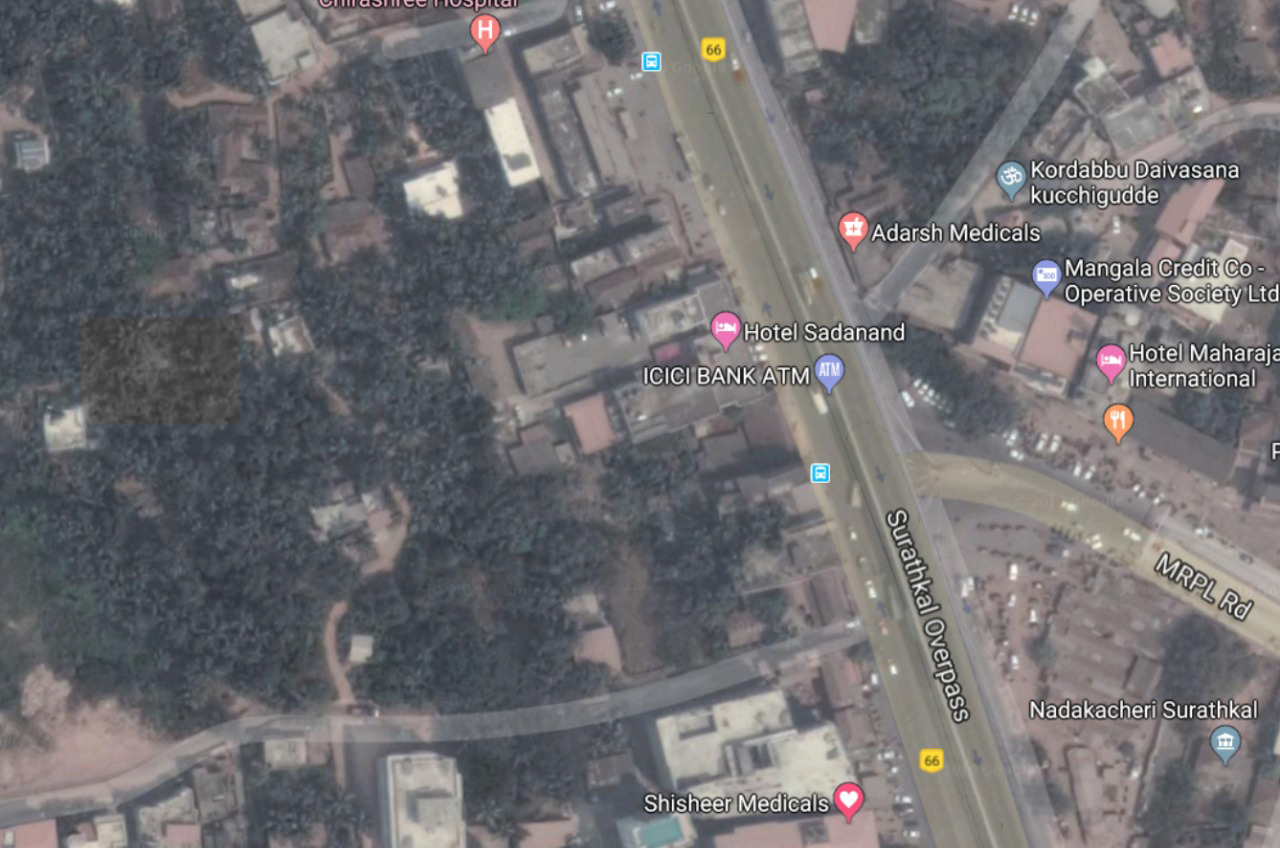 Chirashree Hospital
H
66
Kordabbu Daivasana
kucchigudde
Adarsh Medicals
Mangala Credit Co -
Operative Society Ltd
Hotel Sadanand
Hotel Maharaja
International
ICICI BANK ATM
ATM
F
Surathkal Overpass
MRPL Rd
Nadakacheri Surathkal
66
Shisheer Medicals